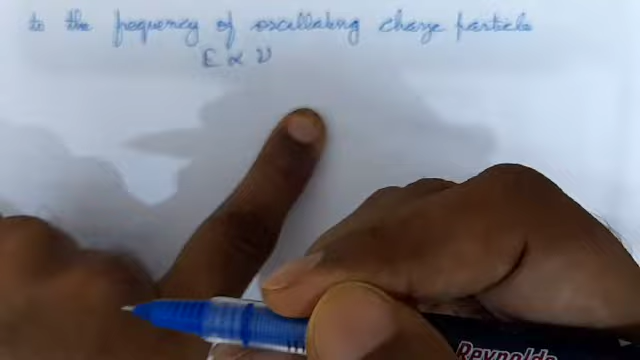 to the frequency of oscillating charge particle
E ∝ ν
Reynolds